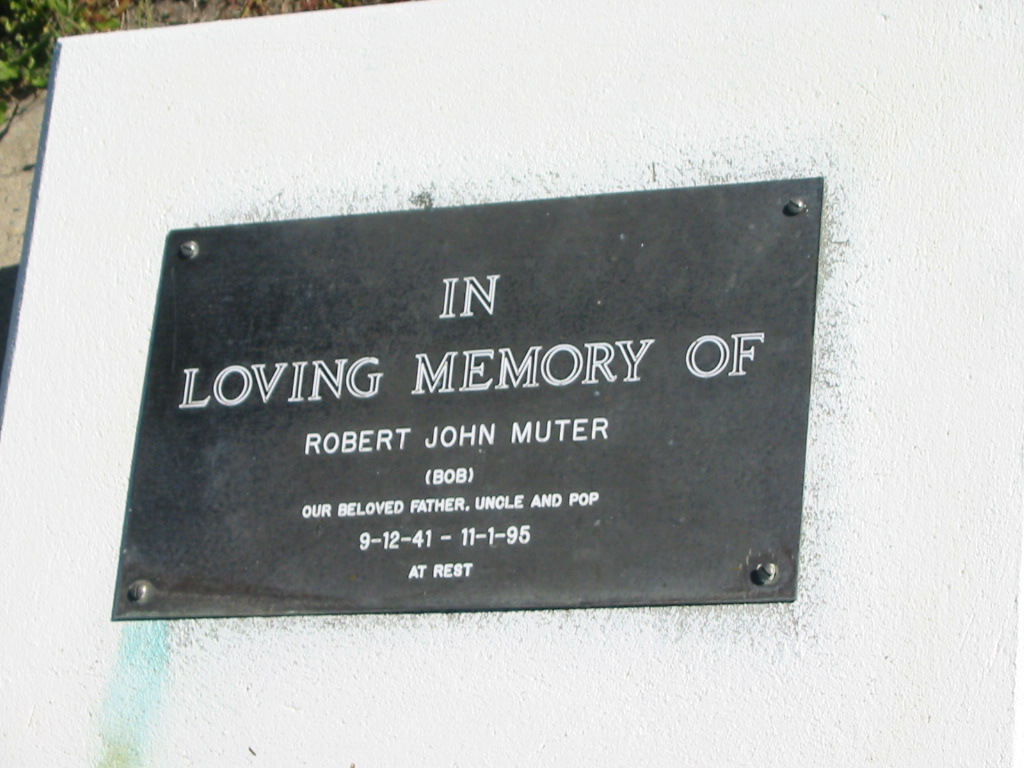 IN
LOVING MEMORY OF
ROBERT JOHN MUTER
(BOB)
OUR BELOVED FATHER, UNCLE AND POP
9-12-41 - 11-1-95
AT REST